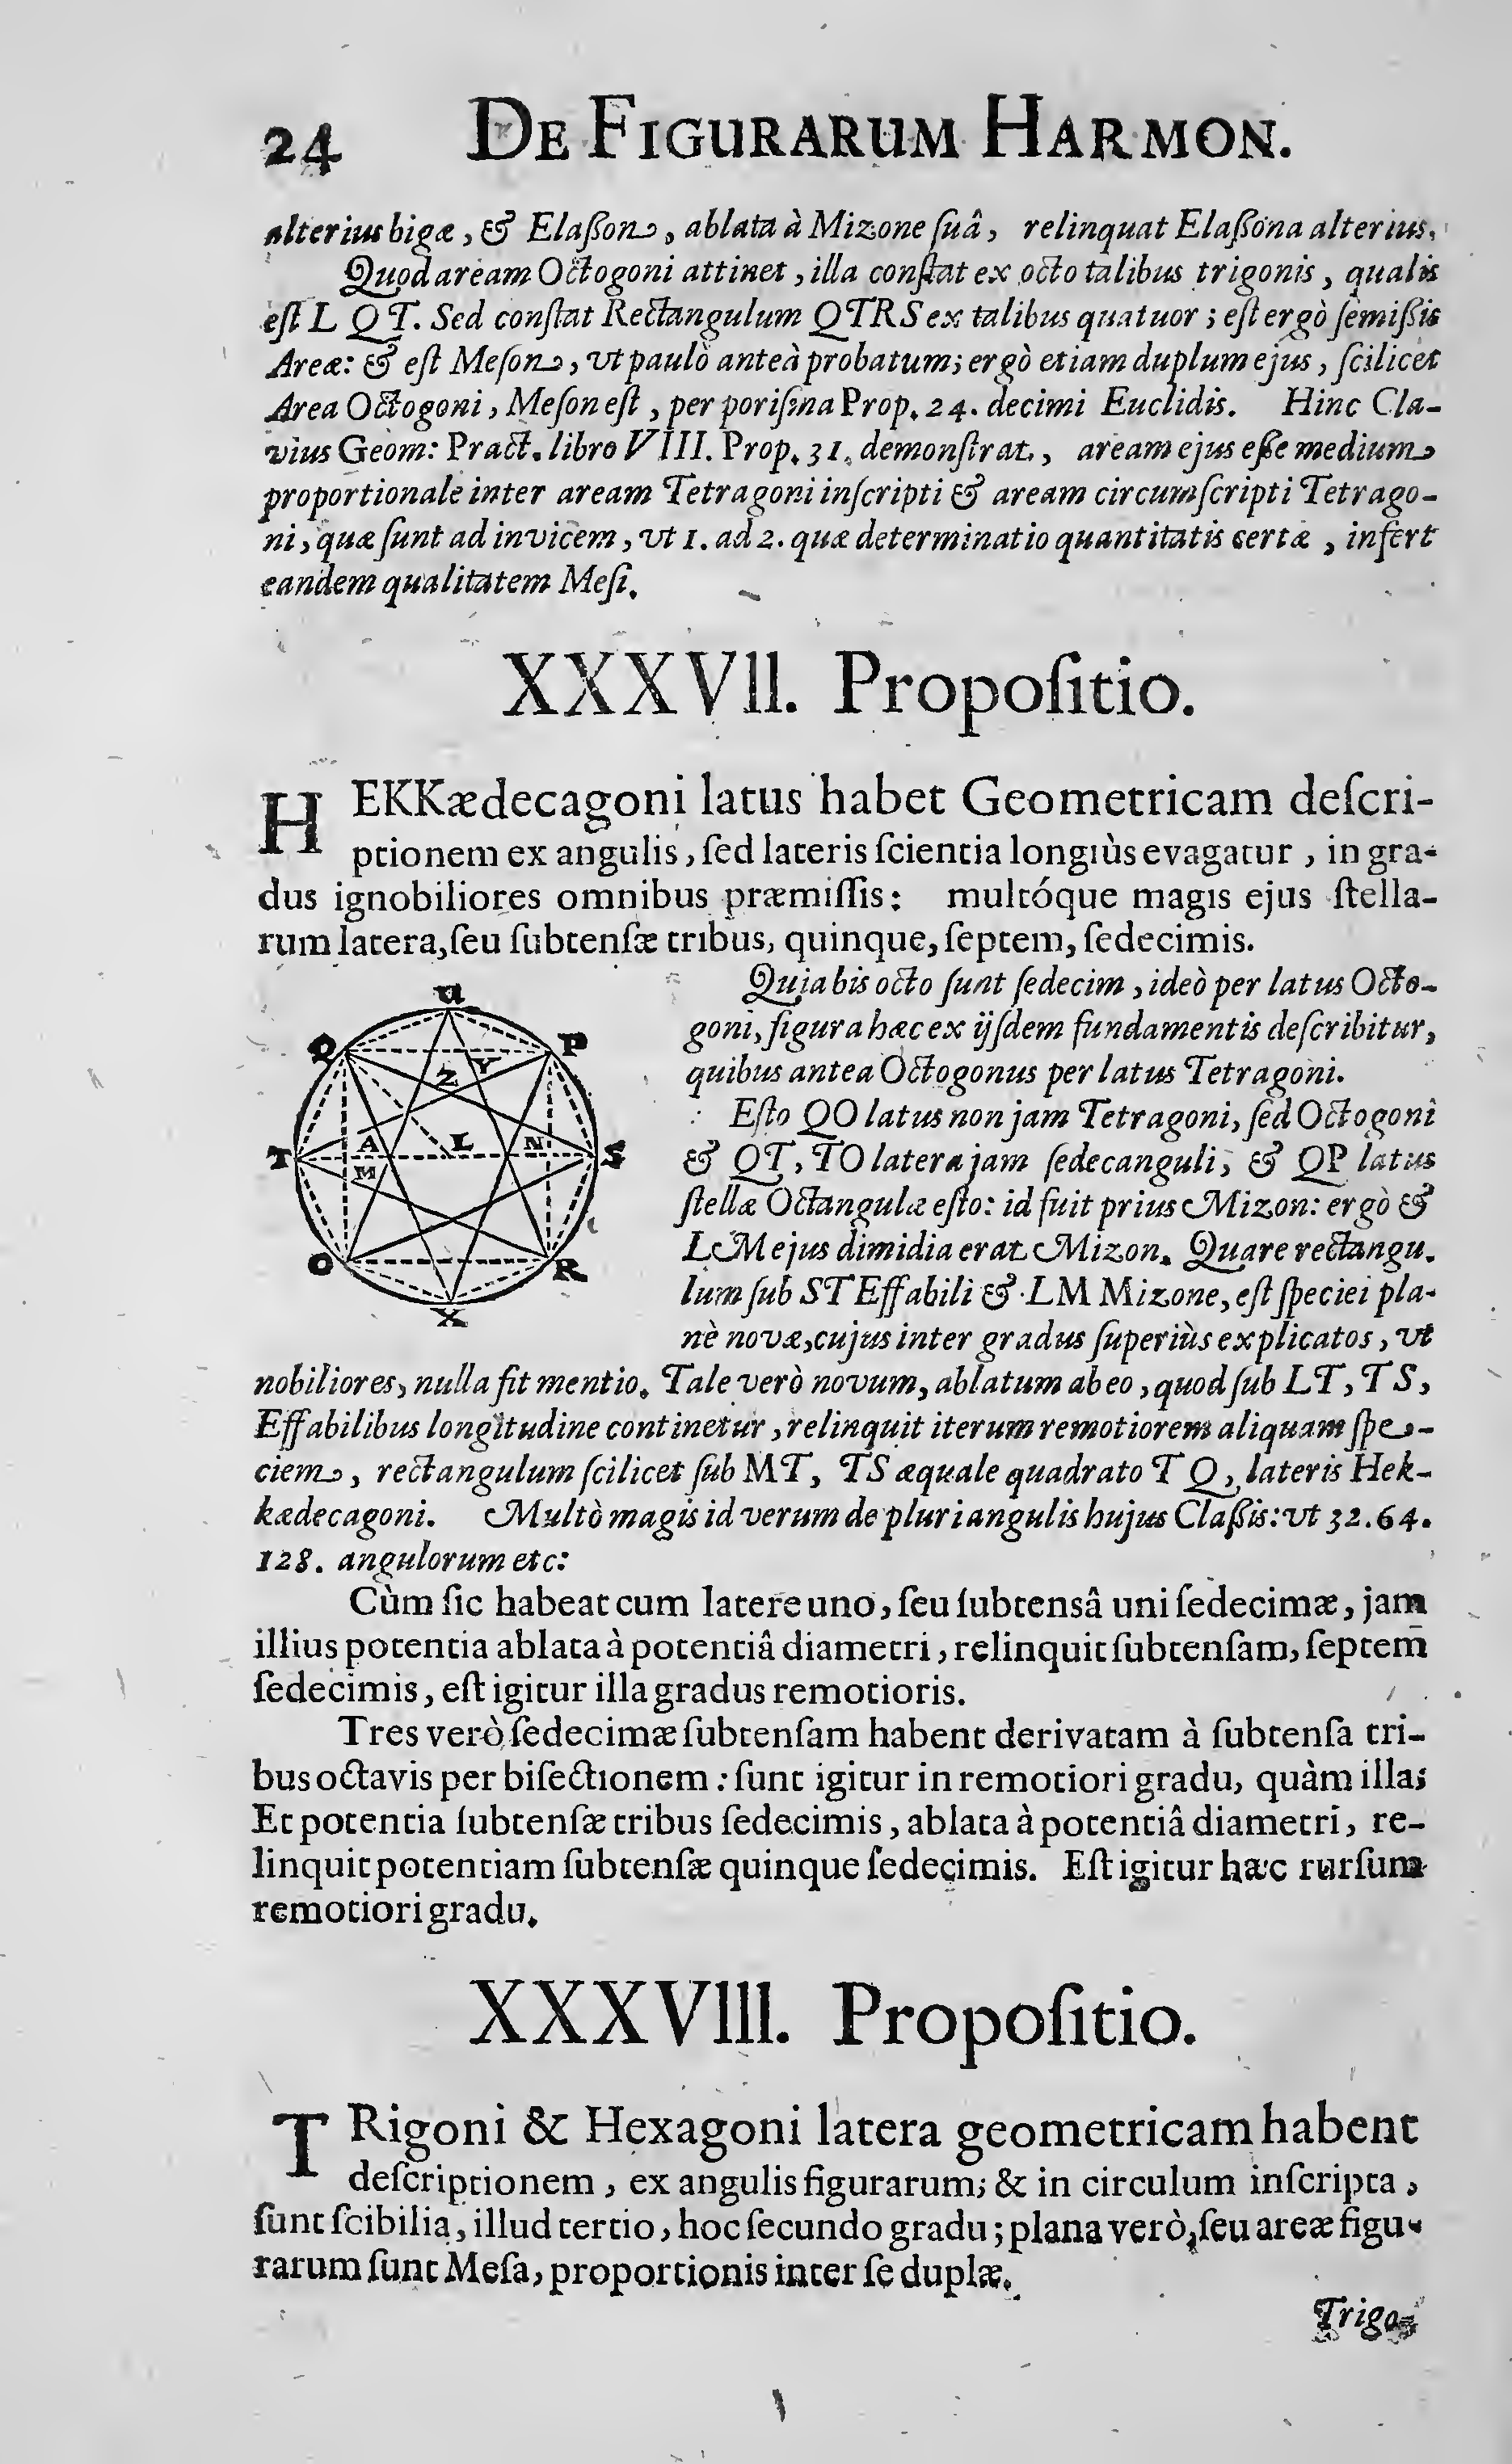 24 DE FIGURARUM HARMON.
alterius bigæ, & Elaſſon, ablata à Mizone ſuâ, relinquat Elaſſona alterius.
Quod aream Octogoni attinet, illa conſtat ex octo talibus trigonis, qualis
eſt L Q T. Sed conſtat Rectangulum QTRS ex talibus quatuor; eſt ergò ſemiſſis
Areæ: & eſt Meſon, ut paulò anteà probatum; ergò etiam duplum ejus, ſcilicet
Area Octogoni, Meſon eſt, per poriſma Prop. 24. decimi Euclidis. Hinc Cla-
vius Geom: Pract. libro VIII. Prop. 31. demonſtrat, aream ejus eſſe medium
proportionale inter aream Tetragoni inſcripti & aream circumſcripti Tetrago-
ni, quæ ſunt ad invicem, ut 1. ad 2. quæ determinatio quantitatis certæ, infert
eandem qualitatem Meſi.
XXXVII. Propoſitio.
HEKKædecagoni latus habet Geometricam deſcri-
ptionem ex angulis, ſed lateris ſcientia longiùs evagatur, in gra-
dus ignobiliores omnibus præmiſſis: multóque magis ejus ſtella-
rum latera, ſeu ſubtenſæ tribus, quinque, ſeptem, ſedecimis.
u
Q P
Z Y
T A L N S
M
O R
X
Quia bis octo ſunt ſedecim, ideò per latus Octo-
goni, figura hæc ex ijſdem fundamentis deſcribitur,
quibus antea Octogonus per latus Tetragoni.
Eſto QO latus non jam Tetragoni, ſed Octogoni
& QT, TO latera jam ſedecanguli, & QP latus
ſtellæ Octangulæ eſto: id fuit prius Mizon: ergò &
LM ejus dimidia erat Mizon. Quare rectangu.
lum ſub ST Effabili & LM Mizone, eſt ſpeciei pla-
nè novæ, cujus inter gradus ſuperiùs explicatos, vt
nobiliores, nulla fit mentio. Tale verò novum, ablatum ab eo, quod ſub LT, TS,
Effabilibus longitudine continetur, relinquit iterum remotiorem aliquam ſpe-
ciem, rectangulum ſcilicet ſub MT, TS æquale quadrato T Q, lateris Hek-
kædecagoni. Multò magis id verum de pluriangulis hujus Claſſis: ut 32. 64.
128. angulorum etc:
Cùm ſic habeat cum latere uno, ſeu ſubtensâ uni ſedecimæ, jam
illius potentia ablata à potentiâ diametri, relinquit ſubtenſam, ſeptem
ſedecimis, eſt igitur illa gradus remotioris.
Tres verò ſedecimæ ſubtenſam habent derivatam à ſubtenſa tri-
bus octavis per biſectionem: ſunt igitur in remotiori gradu, quàm illa;
Et potentia ſubtenſæ tribus ſedecimis, ablata à potentiâ diametri, re-
linquit potentiam ſubtenſæ quinque ſedecimis. Eſt igitur hæc rurſum
remotiori gradu.
XXXVIII. Propoſitio.
TRigoni & Hexagoni latera geometricam habent
deſcriptionem, ex angulis figurarum; & in circulum inſcripta,
ſunt ſcibilia, illud tertio, hoc ſecundo gradu; plana verò, ſeu areæ figu-
rarum ſunt Meſa, proportionis inter ſe duplæ.
Trigo-